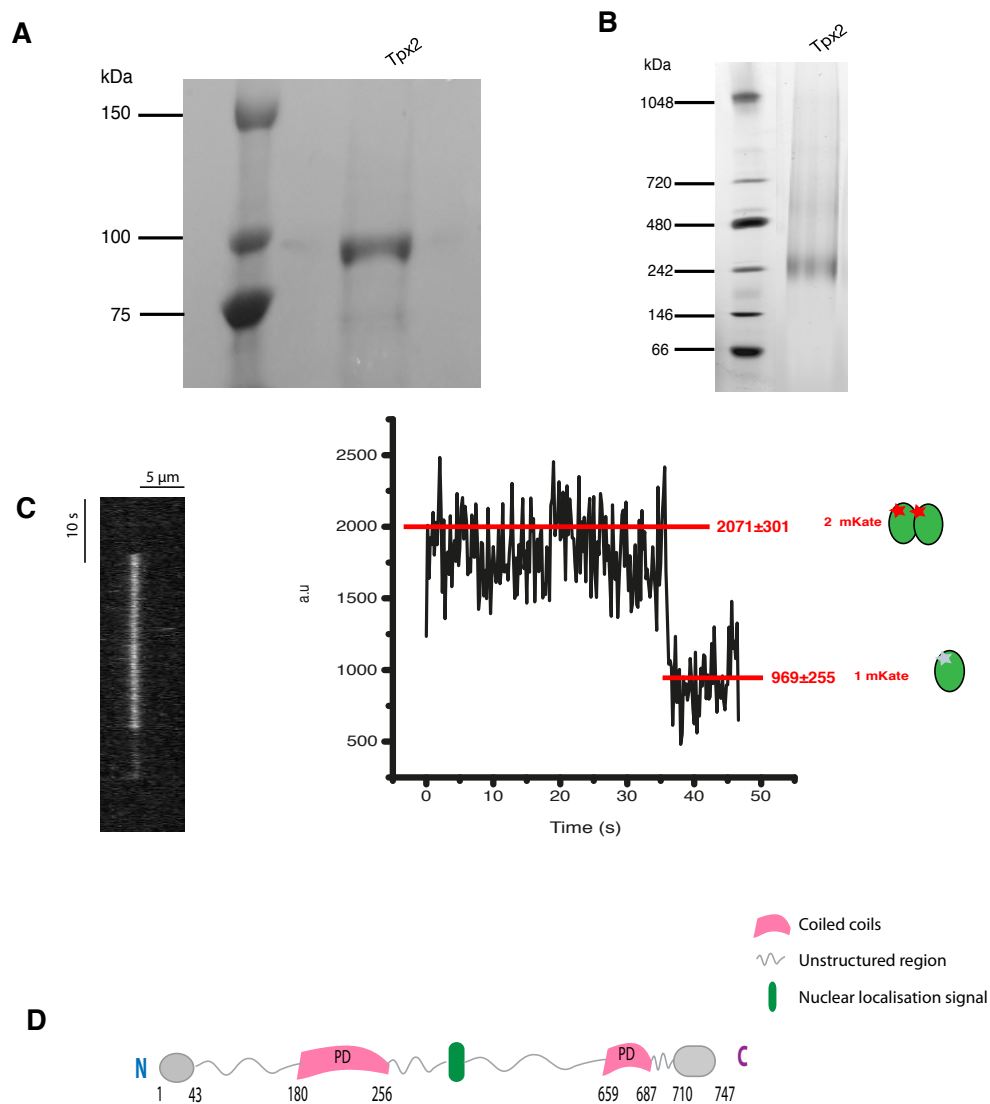 A
Tpx2
kDa
150
100
75
B
Tpx2
kDa
1048
720
480
242
146
66
C
5 µm
10 s
a.u
2500
2000
1500
1000
500
2071±301
2 mKate
969±255
1 mKate
0 10 20 30 40 50
Time (s)
Coiled coils
Unstructured region
Nuclear localisation signal
D
N PD PD C
1 43 180 256 659 687 710 747